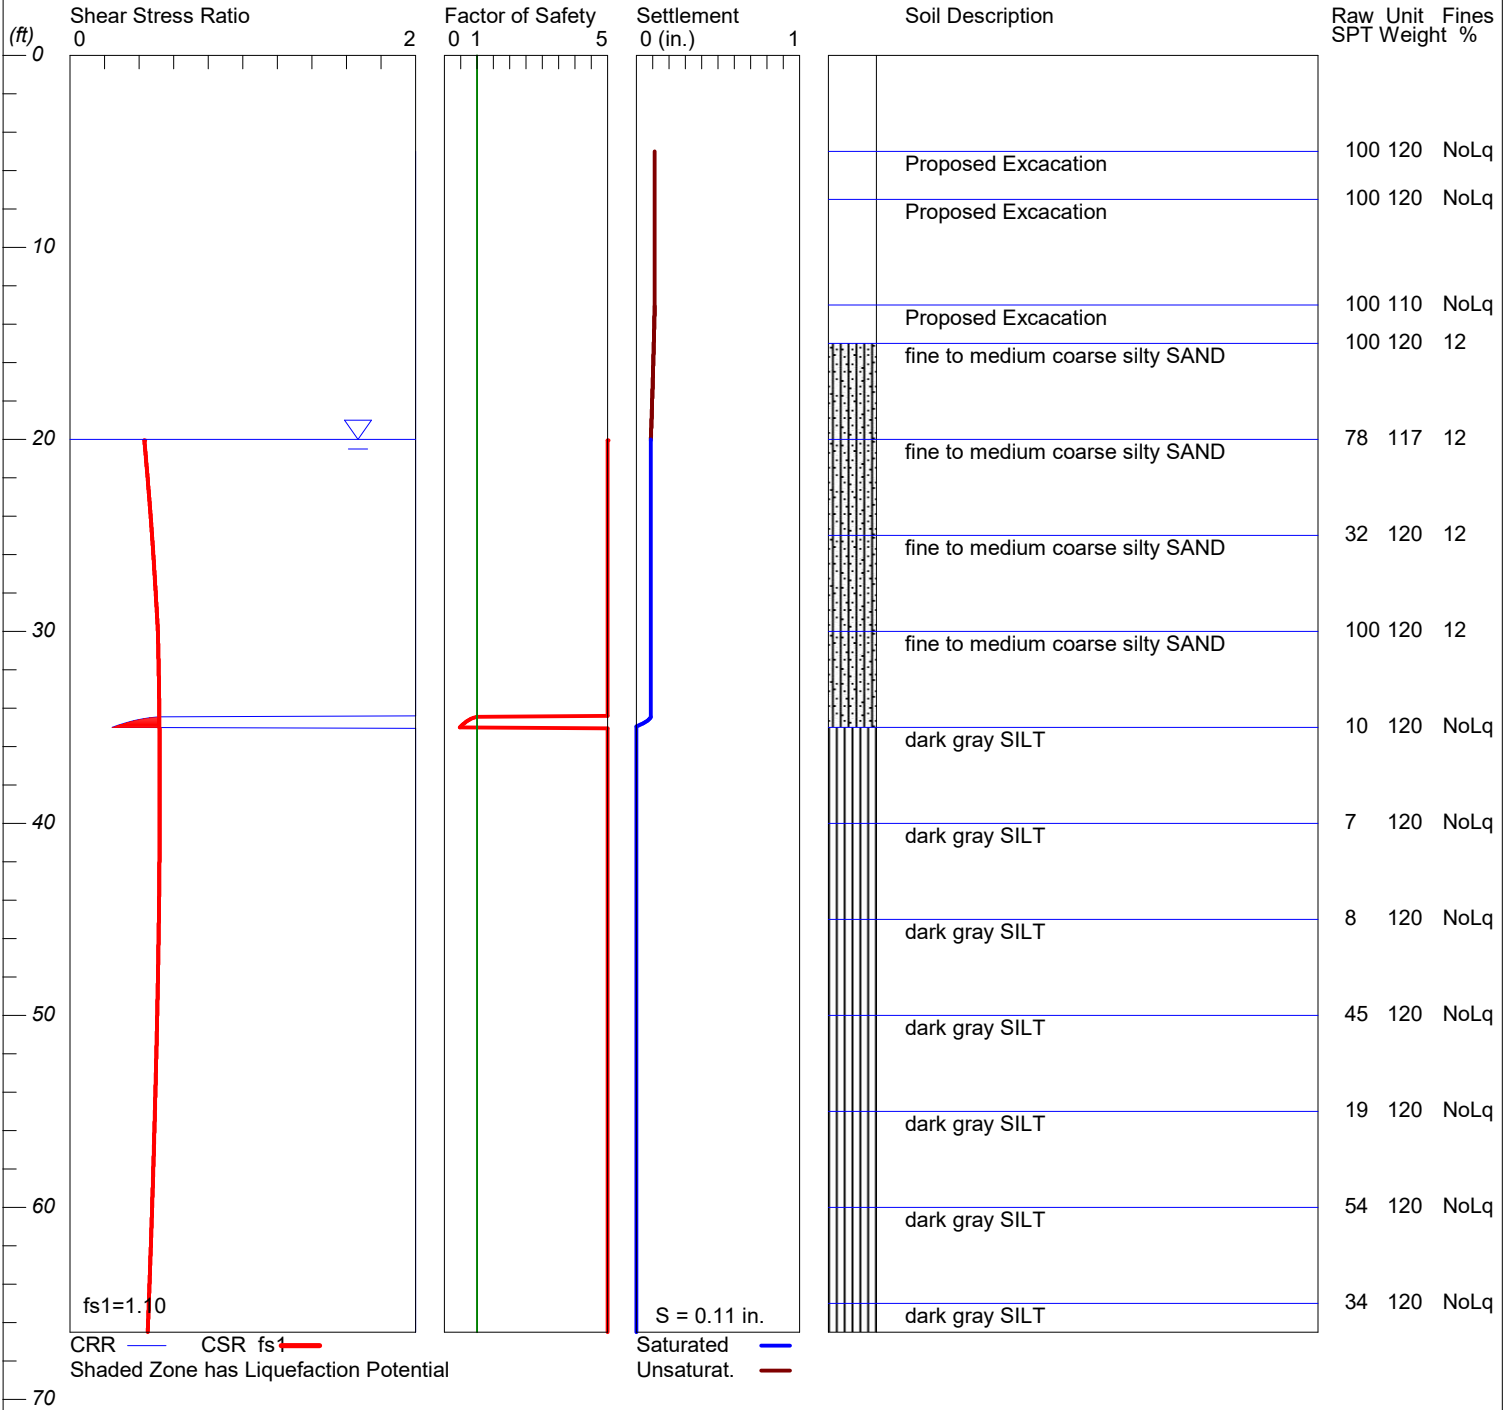 Shear Stress Ratio Factor of Safety Settlement Soil Description Raw Unit Fines
(ft) 0 2 0 1 5 0 (in.) 1 SPT Weight %
0
100 120 NoLq
Proposed Excacation
100 120 NoLq
Proposed Excacation
10
100 110 NoLq
Proposed Excacation
100 120 12
fine to medium coarse silty SAND
20 78 117 12
fine to medium coarse silty SAND
32 120 12
fine to medium coarse silty SAND
30 100 120 12
fine to medium coarse silty SAND
10 120 NoLq
dark gray SILT
40 7 120 NoLq
dark gray SILT
8 120 NoLq
dark gray SILT
50 45 120 NoLq
dark gray SILT
19 120 NoLq
dark gray SILT
60 54 120 NoLq
dark gray SILT
34 120 NoLq
fs1=1.10 S = 0.11 in. dark gray SILT
CRR CSR fs1 Saturated
Shaded Zone has Liquefaction Potential Unsaturat.
70